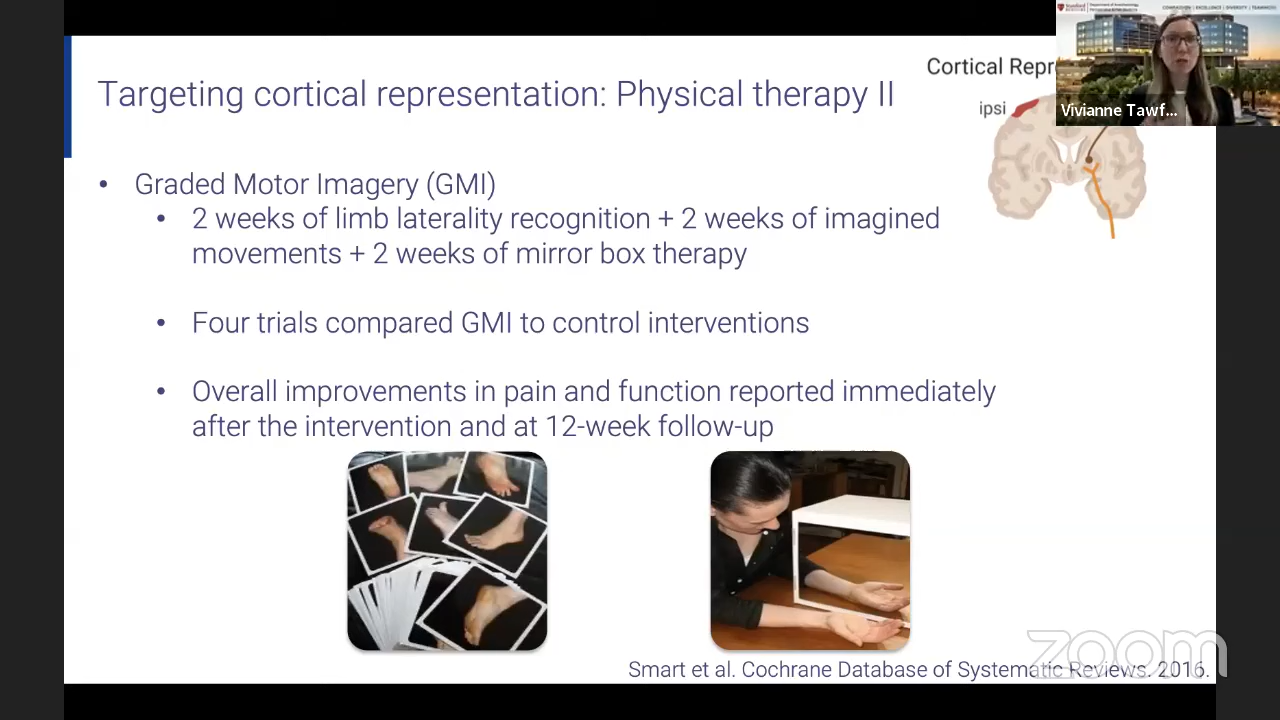 Targeting cortical representation: Physical therapy II
Cortical Repr
ipsi
Vivianne Tawf...
• Graded Motor Imagery (GMI)
• 2 weeks of limb laterality recognition + 2 weeks of imagined
movements + 2 weeks of mirror box therapy
• Four trials compared GMI to control interventions
• Overall improvements in pain and function reported immediately
after the intervention and at 12-week follow-up
Smart et al. Cochrane Database of Systematic Reviews. 2016.
zoom